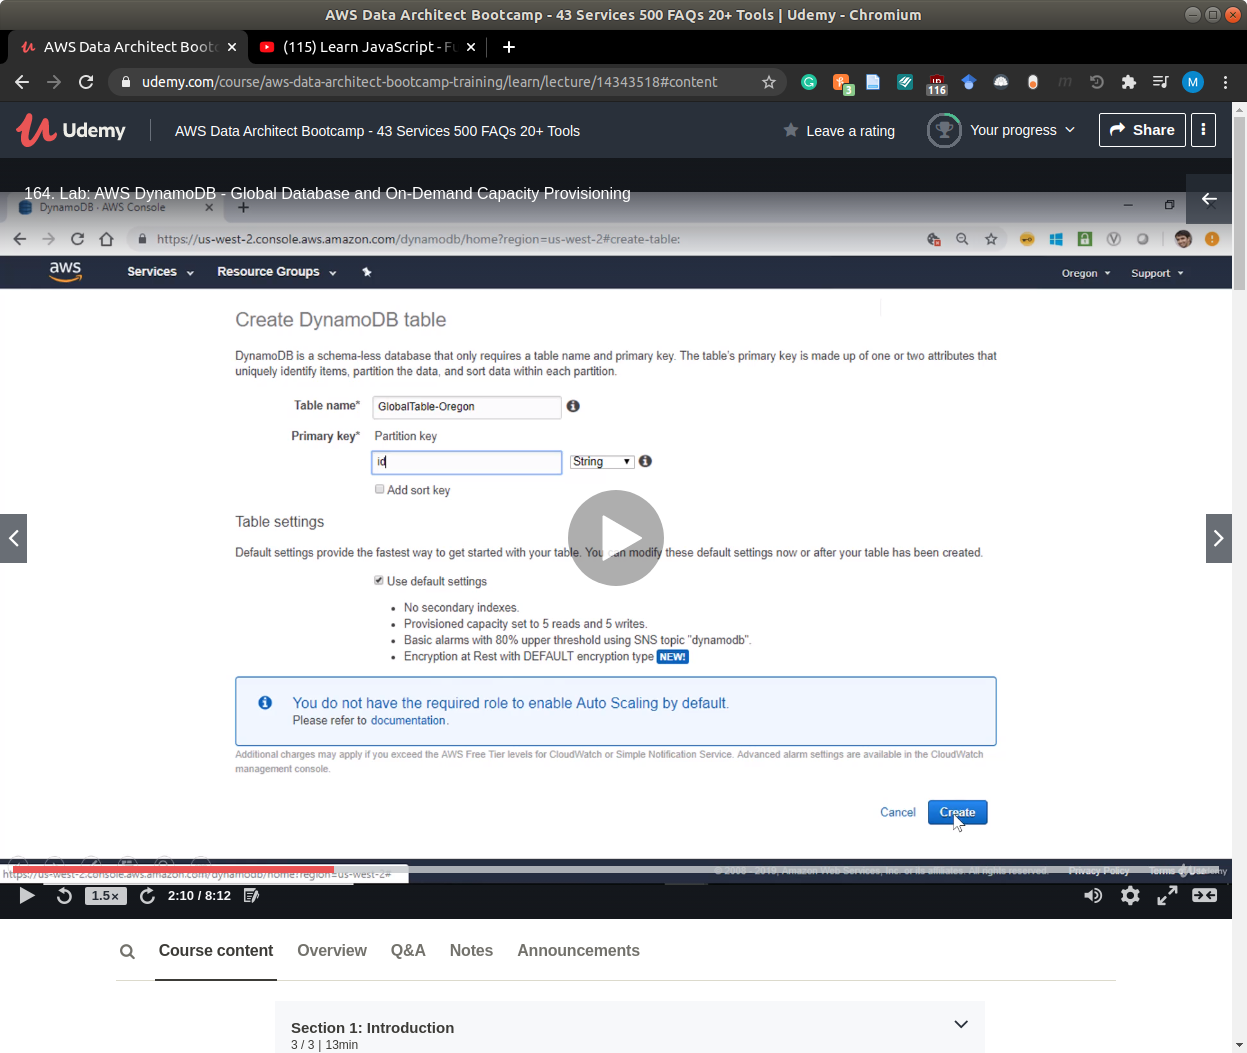 AWS Data Architect Bootcamp - 43 Services 500 FAQs 20+ Tools | Udemy - Chromium
AWS Data Architect Bootc
(115) Learn JavaScript - Fu
udemy.com/course/aws-data-architect-bootcamp-training/learn/lecture/14343518#content
3
116
M
Udemy
AWS Data Architect Bootcamp - 43 Services 500 FAQs 20+ Tools
Leave a rating
Your progress
Share
164. Lab: AWS DynamoDB - Global Database and On-Demand Capacity Provisioning
DynamoDB - AWS Console
https://us-west-2.console.aws.amazon.com/dynamodb/home?region=us-west-2#create-table:
aws
Services
Resource Groups
Oregon
Support
Create DynamoDB table
DynamoDB is a schema-less database that only requires a table name and primary key. The table's primary key is made up of one or two attributes that
uniquely identify items, partition the data, and sort data within each partition.
Table name* GlobalTable-Oregon
Primary key* Partition key
id String
Add sort key
Table settings
Default settings provide the fastest way to get started with your table. You can modify these default settings now or after your table has been created.
Use default settings
No secondary indexes.
Provisioned capacity set to 5 reads and 5 writes.
Basic alarms with 80% upper threshold using SNS topic "dynamodb".
Encryption at Rest with DEFAULT encryption type NEW!
You do not have the required role to enable Auto Scaling by default.
Please refer to documentation.
Additional charges may apply if you exceed the AWS Free Tier levels for CloudWatch or Simple Notification Service. Advanced alarm settings are available in the CloudWatch
management console.
Cancel
Create
https://us-west-2.console.aws.amazon.com/dynamodb/home?region=us-west-2#
Amazon Web Services, Inc. or its affiliates. All rights reserved.
Privacy Policy
Terms
1.5×
2:10 / 8:12
Course content
Overview
Q&A
Notes
Announcements
Section 1: Introduction
3 / 3 | 13min